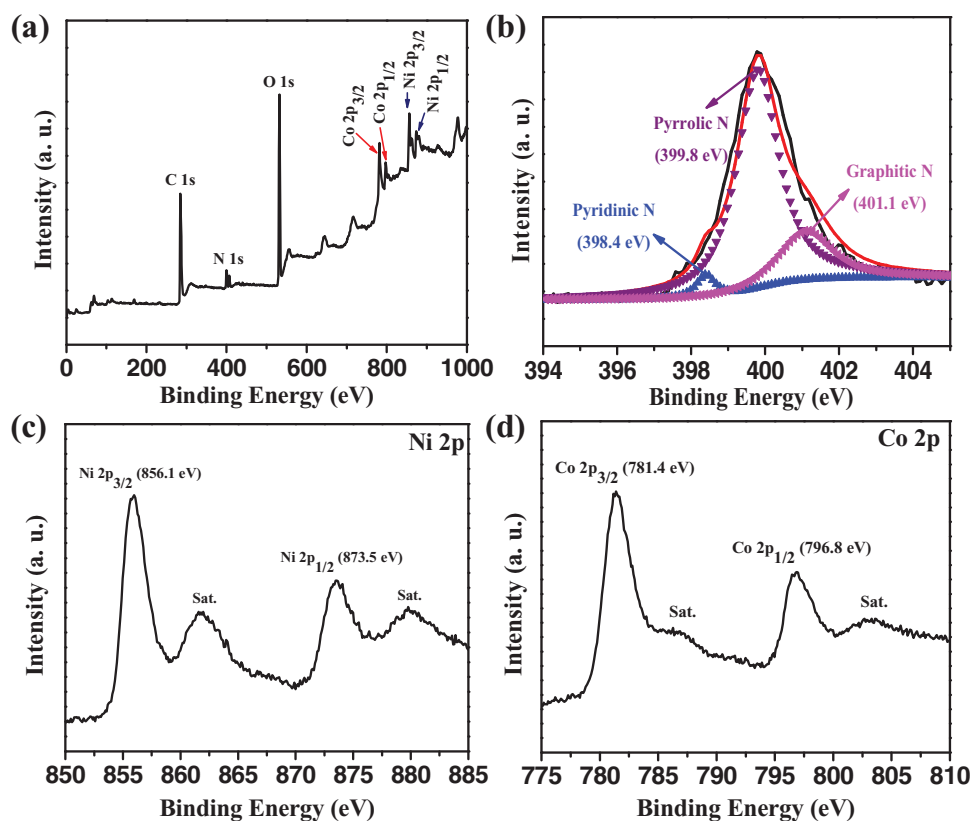 (a)
Intensity (a. u.)
C 1s
N 1s
O 1s
Co 2p3/2
Co 2p1/2
Ni 2p3/2
Ni 2p1/2
0 200 400 600 800 1000
Binding Energy (eV)
(b)
Intensity (a. u.)
Pyrrolic N
(399.8 eV)
Graphitic N
(401.1 eV)
Pyridinic N
(398.4 eV)
394 396 398 400 402 404
Binding Energy (eV)
(c)
Ni 2p
Intensity (a. u.)
Ni 2p3/2 (856.1 eV)
Sat.
Ni 2p1/2 (873.5 eV)
Sat.
850 855 860 865 870 875 880 885
Binding Energy (eV)
(d)
Co 2p
Intensity (a. u.)
Co 2p3/2 (781.4 eV)
Sat.
Co 2p1/2 (796.8 eV)
Sat.
775 780 785 790 795 800 805 810
Binding Energy (eV)